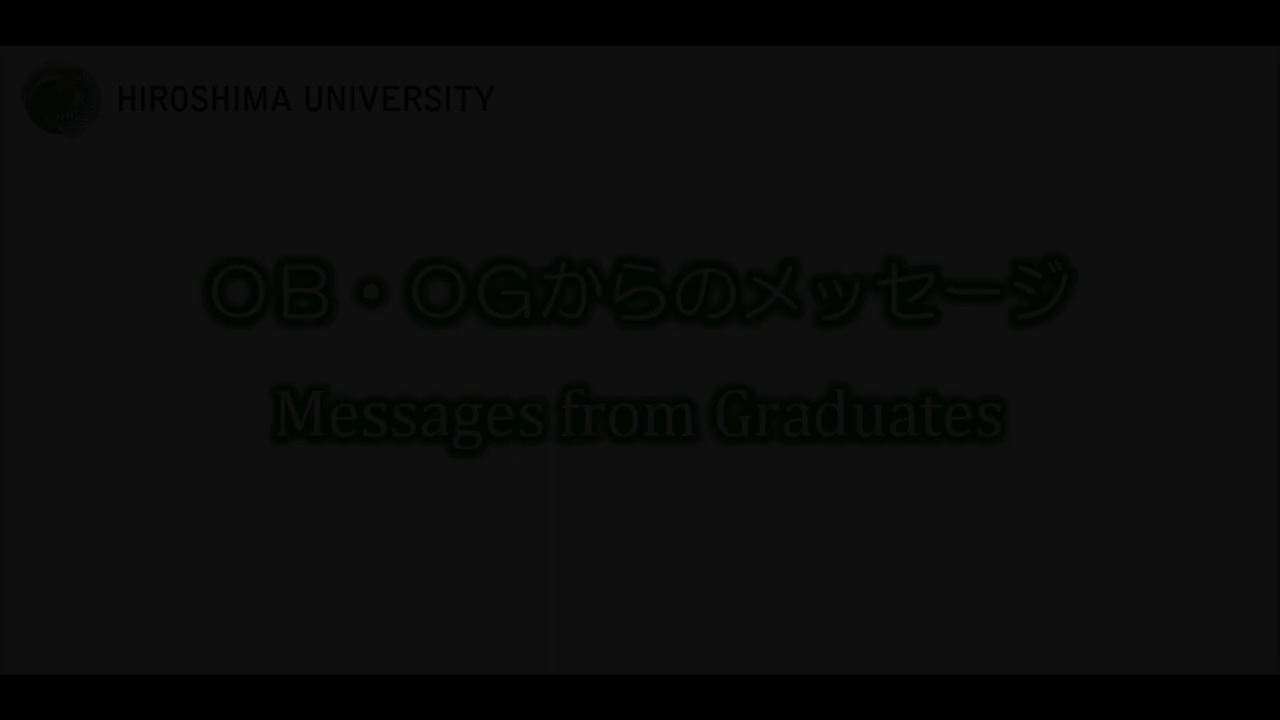 HIROSHIMA UNIVERSITY
OB・OGからのメッセージ
Messages from Graduates